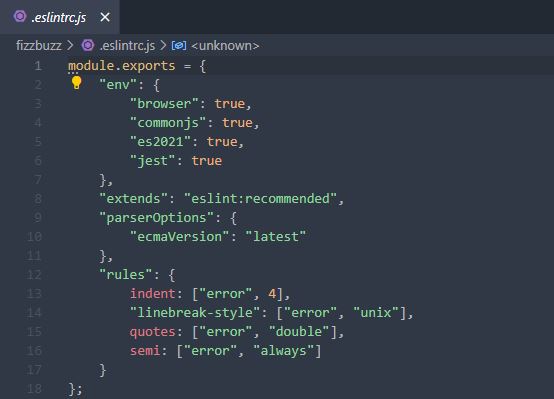 .eslintrc.js
fizzbuzz > .eslintrc.js > <unknown>
1 module.exports = {
2     "env": {
3         "browser": true,
4         "commonjs": true,
5         "es2021": true,
6         "jest": true
7     },
8     "extends": "eslint:recommended",
9     "parserOptions": {
10         "ecmaVersion": "latest"
11     },
12     "rules": {
13         indent: ["error", 4],
14         "linebreak-style": ["error", "unix"],
15         quotes: ["error", "double"],
16         semi: ["error", "always"]
17     }
18 };